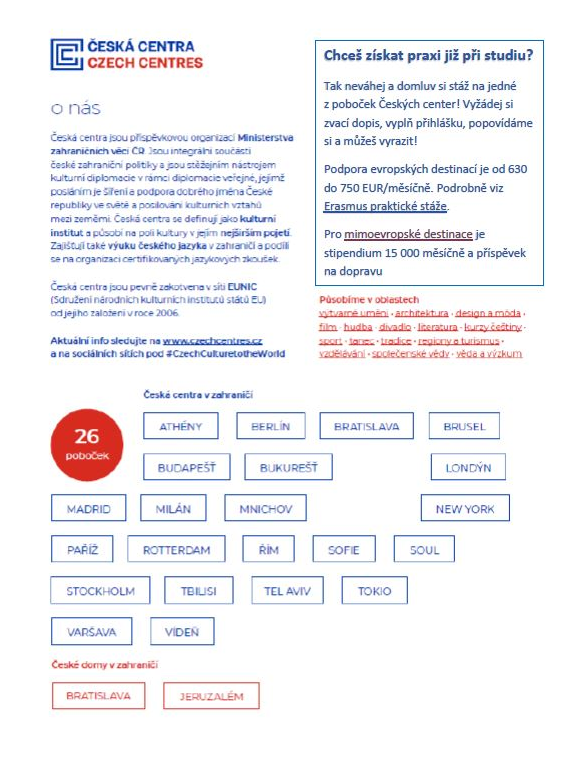 ČESKÁ CENTRA
CZECH CENTRES
o nás
Česká centra jsou příspěvkovou organizací Ministerstva
zahraničních věcí ČR. Jsou integrální součástí
české zahraniční politiky a jsou stěžejním nástrojem
kulturní diplomacie v rámci diplomacie veřejné, jejímž
posláním je šíření a podpora dobrého jména České
republiky ve světě a posilování kulturních vztahů
mezi zeměmi. Česká centra se definují jako kulturní
institut a působí na poli kultury v jejím nejširším pojetí.
Zajišťují také výuku českého jazyka v zahraničí a podílí
se na organizaci certifikovaných jazykových zkoušek.
Česká centra jsou pevně zakotvena v síti EUNIC
(Sdružení národních kulturních institutů států EU)
od jejího založení v roce 2006.
Aktuální info sledujte na www.czechcentres.cz
a na sociálních sítích pod #CzechCulturetotheWorld
Chceš získat praxi již při studiu?
Tak neváhej a domluv si stáž na jedné
z poboček Českých center! Vyžádej si
zvací dopis, vyplň přihlášku, popovídáme
si a můžeš vyrazit!
Podpora evropských destinací je od 630
do 750 EUR/měsíčně. Podrobně viz
Erasmus praktické stáže.
Pro mimoevropské destinace je
stipendium 15 000 měsíčně a příspěvek
na dopravu
Působíme v oblastech
výtvarné umění · architektura · design a móda ·
film · hudba · divadlo · literatura · kurzy češtiny ·
sport · tanec · tradice · regiony a turismus ·
vzdělávání · společenské vědy · věda a výzkum
26
poboček
Česká centra v zahraničí
ATHÉNY BERLÍN BRATISLAVA BRUSEL
BUDAPEŠŤ BUKUREŠŤ LONDÝN
MADRID MILÁN MNICHOV NEW YORK
PAŘÍŽ ROTTERDAM ŘÍM SOFIE SOUL
STOCKHOLM TBILISI TEL AVIV TOKIO
VARŠAVA VÍDEŇ
České domy v zahraničí
BRATISLAVA JERUZALÉM